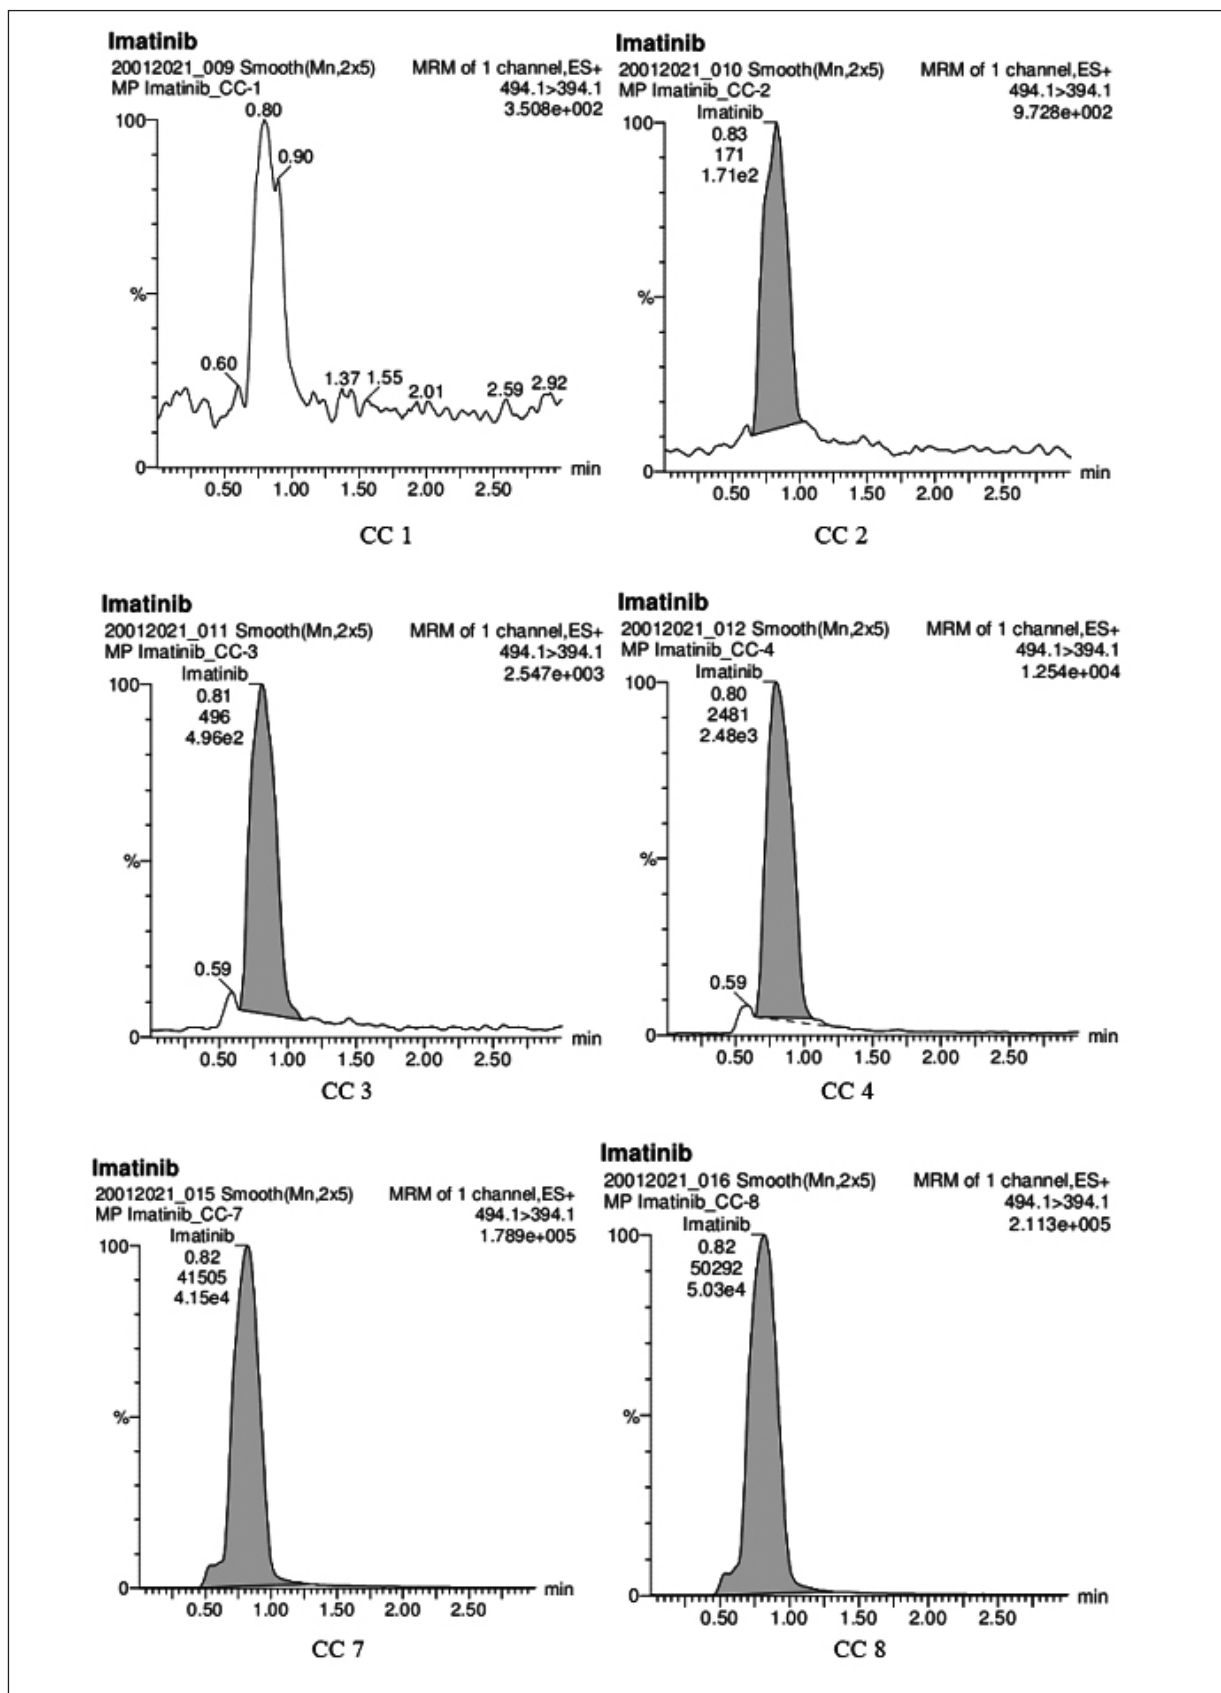 Imatinib
20012021_009 Smooth(Mn,2x5) MRM of 1 channel,ES+
MP Imatinib_CC-1 494.1>394.1
3.508e+002
0.80
100
0.90
%
0.60
1.37 1.55
2.01
2.59 2.92
0
min
0.50 1.00 1.50 2.00 2.50
CC 1
Imatinib
20012021_010 Smooth(Mn,2x5) MRM of 1 channel,ES+
MP Imatinib_CC-2 494.1>394.1
Imatinib 9.728e+002
100
0.83
171
1.71e2
%
0
min
0.50 1.00 1.50 2.00 2.50
CC 2
Imatinib
20012021_011 Smooth(Mn,2x5) MRM of 1 channel,ES+
MP Imatinib_CC-3 494.1>394.1
Imatinib 2.547e+003
100
0.81
496
4.96e2
%
0.59
0
min
0.50 1.00 1.50 2.00 2.50
CC 3
Imatinib
20012021_012 Smooth(Mn,2x5) MRM of 1 channel,ES+
MP Imatinib_CC-4 494.1>394.1
Imatinib 1.254e+004
100
0.80
2481
2.48e3
%
0.59
0
min
0.50 1.00 1.50 2.00 2.50
CC 4
Imatinib
20012021_015 Smooth(Mn,2x5) MRM of 1 channel,ES+
MP Imatinib_CC-7 494.1>394.1
Imatinib 1.789e+005
100
0.82
41505
4.15e4
%
0
min
0.50 1.00 1.50 2.00 2.50
CC 7
Imatinib
20012021_016 Smooth(Mn,2x5) MRM of 1 channel,ES+
MP Imatinib_CC-8 494.1>394.1
Imatinib 2.113e+005
100
0.82
50292
5.03e4
%
0
min
0.50 1.00 1.50 2.00 2.50
CC 8